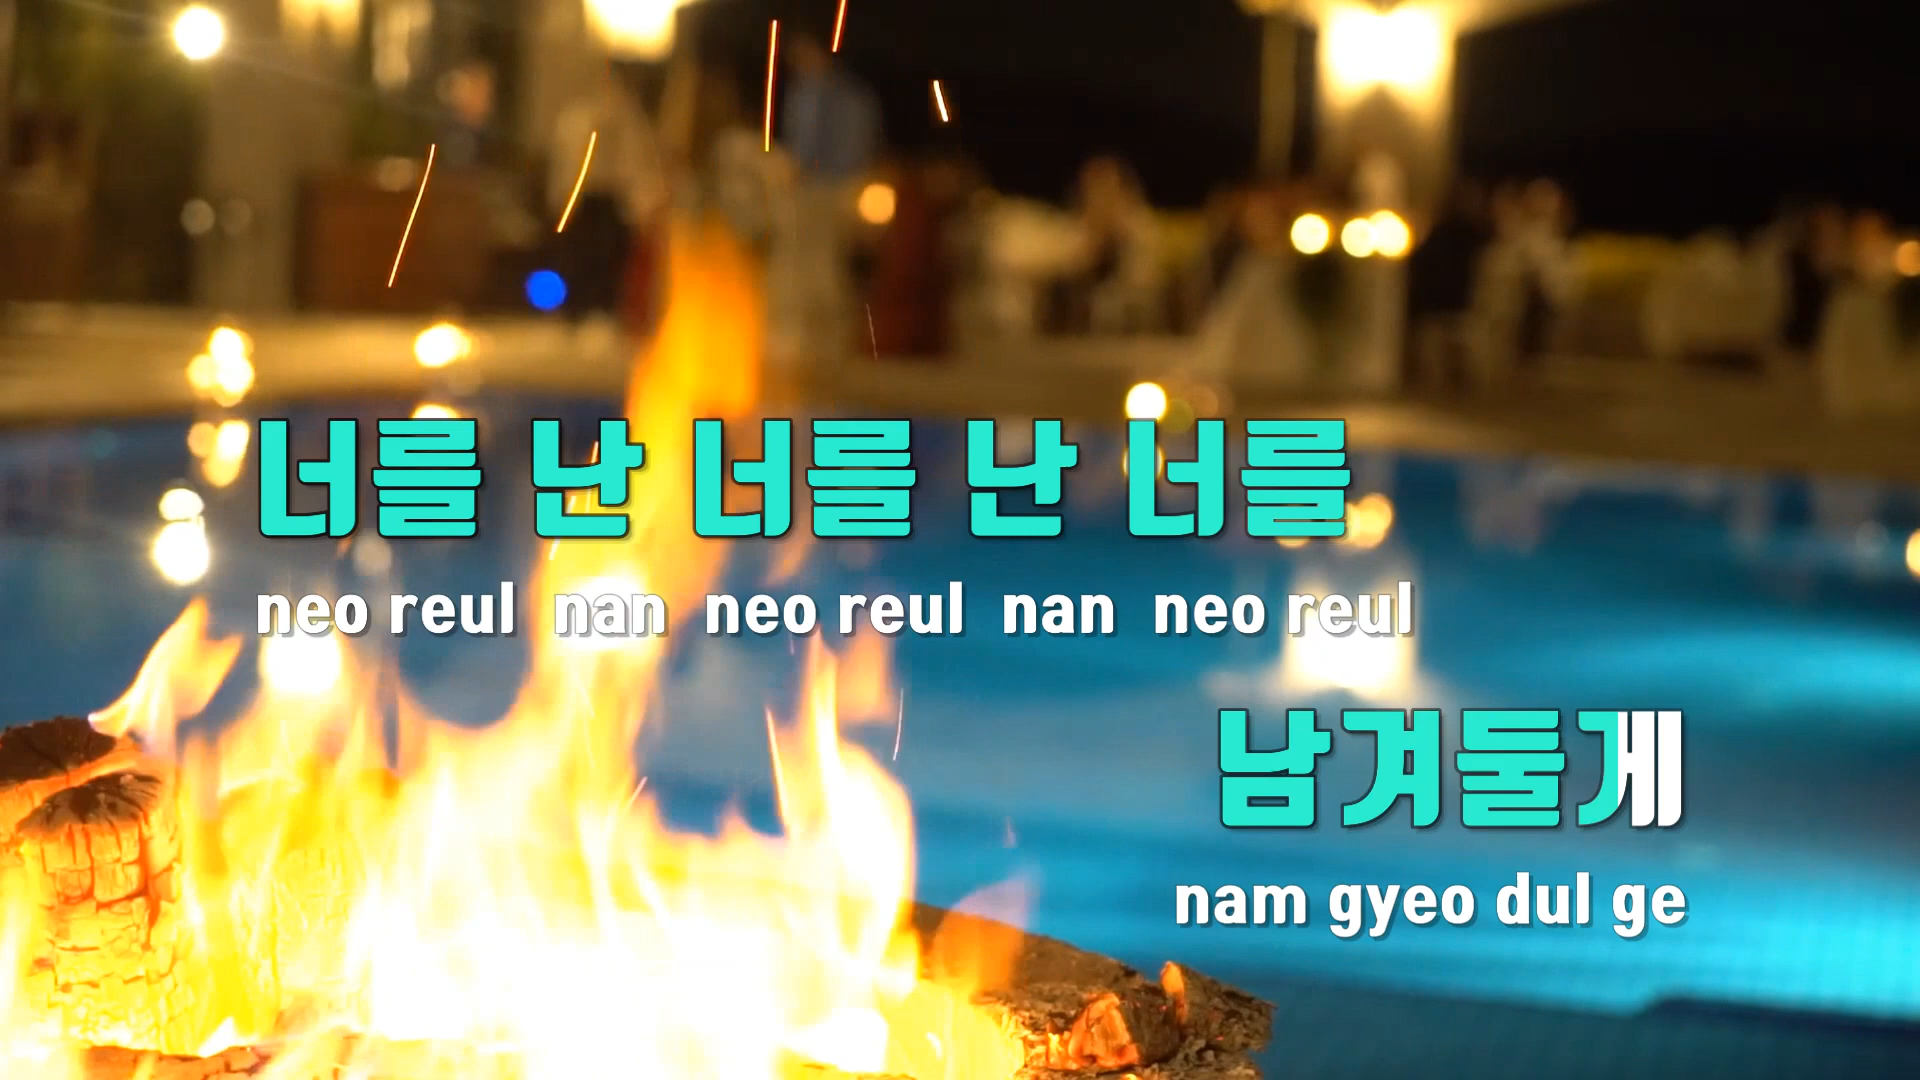 너를 난 너를 난 너를
neo reul nan neo reul nan neo reul
남겨둘게
nam gyeo dul ge